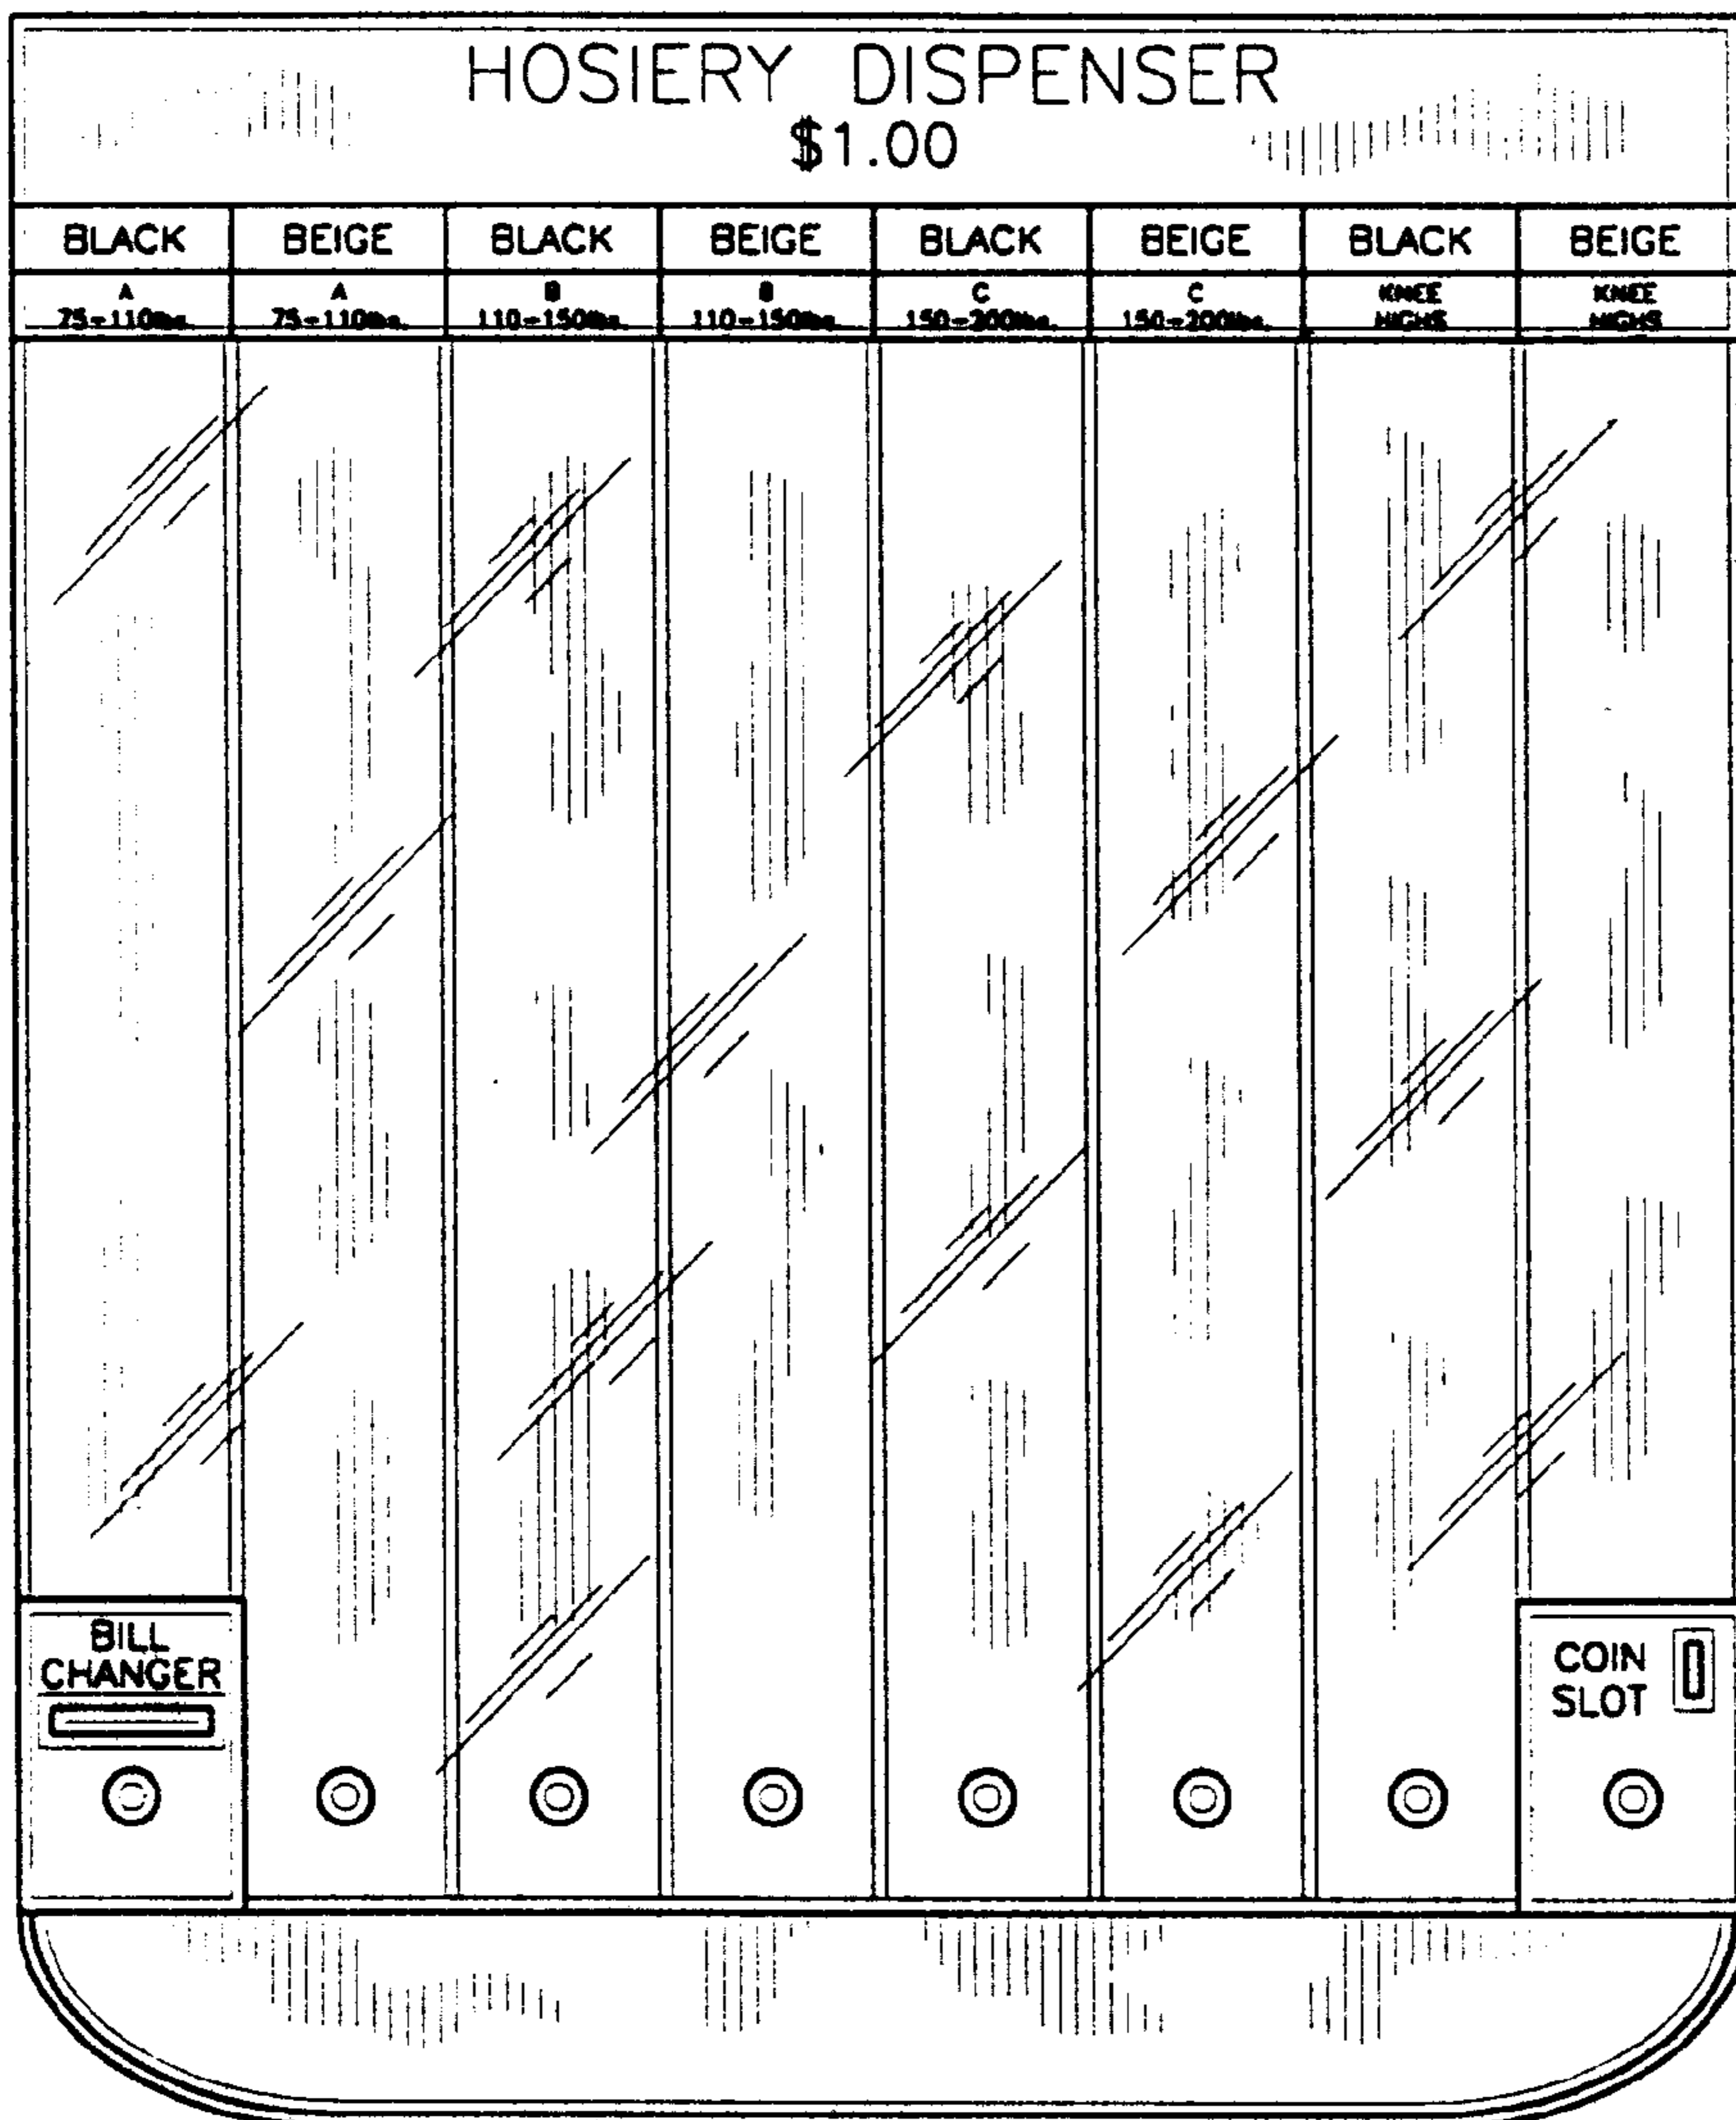 HOSIERY DISPENSER
$1.00
BLACK BEIGE BLACK BEIGE BLACK BEIGE BLACK BEIGE
A A B B C C KNEE KNEE
75-110lbs. 75-110lbs. 110-150lbs. 110-150lbs. 150-200lbs. 150-200lbs. HIGHS HIGHS
BILL
CHANGER
COIN
SLOT